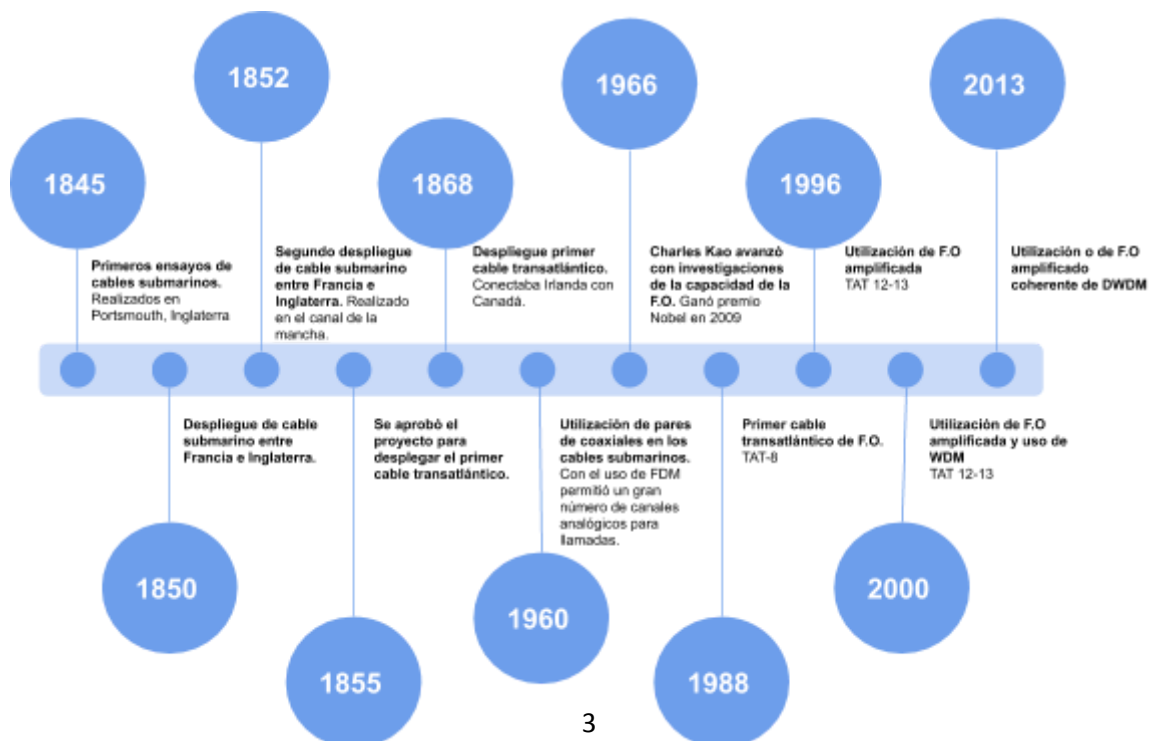 1845
Primeros ensayos de
cables submarinos.
Realizados en
Portsmouth, Inglaterra
1850
Despliegue de cable
submarino entre
Francia e Inglaterra.
1852
Segundo despliegue
de cable submarino
entre Francia e
Inglaterra. Realizado
en el canal de la
mancha.
1855
Se aprobó el
proyecto para
desplegar el primer
cable transatlántico.
1868
Despliegue primer
cable transatlántico.
Conectaba Irlanda con
Canadá.
1960
Utilización de pares
de coaxiales en los
cables submarinos.
Con el uso de FDM
permitió un gran
número de canales
analógicos para
llamadas.
1966
Charles Kao avanzò
con investigaciones
de la capacidad de la
F.O. Ganó premio
Nobel en 2009
1988
Primer cable
transatlántico de F.O.
TAT-8
1996
Utilización de F.O
amplificada
TAT 12-13
2000
Utilización de F.O
amplificada y uso de
WDM
TAT 12-13
2013
Utilización o de F.O
amplificado
coherente de DWDM
3